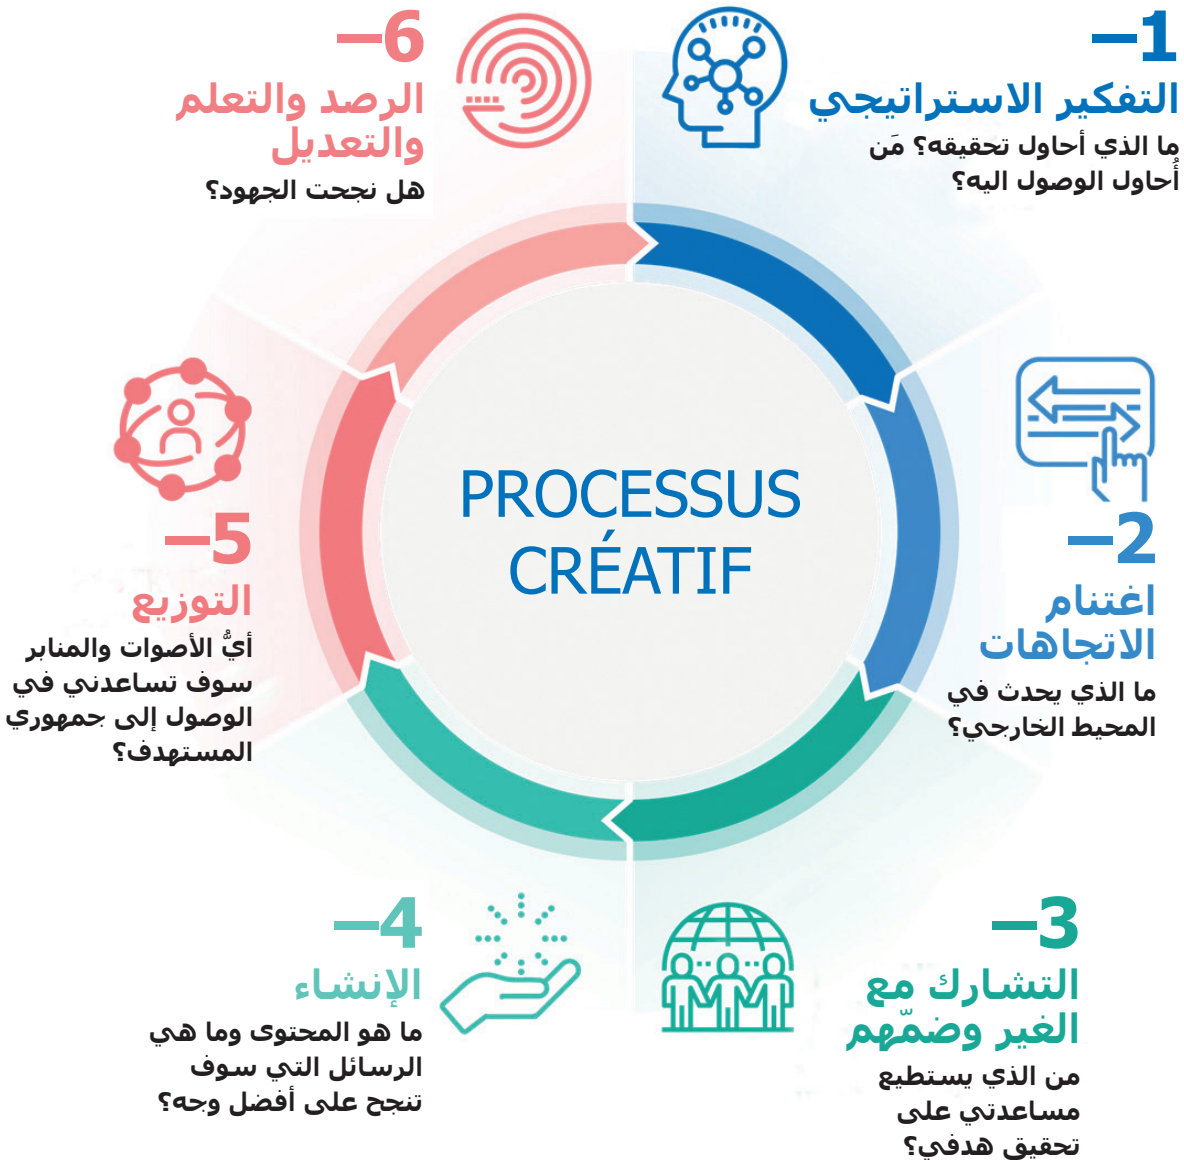 1–
التفكير الاستراتيجي
ما الذي أحاول تحقيقه؟ مَن
أُحاول الوصول اليه؟
2–
اغتنام
الاتجاهات
ما الذي يحدث في
المحيط الخارجي؟
3–
التشارك مع
الغير وضمّهم
من الذي يستطيع
مساعدتي على
تحقيق هدفي؟
4–
الإنشاء
ما هو المحتوى وما هي
الرسائل التي سوف
تنجح على أفضل وجه؟
5–
التوزيع
أيُّ الأصوات والمنابر
سوف تساعدني في
الوصول إلى جمهوري
المستهدف؟
6–
الرصد والتعلم
والتعديل
هل نجحت الجهود؟
PROCESSUS
CRÉATIF